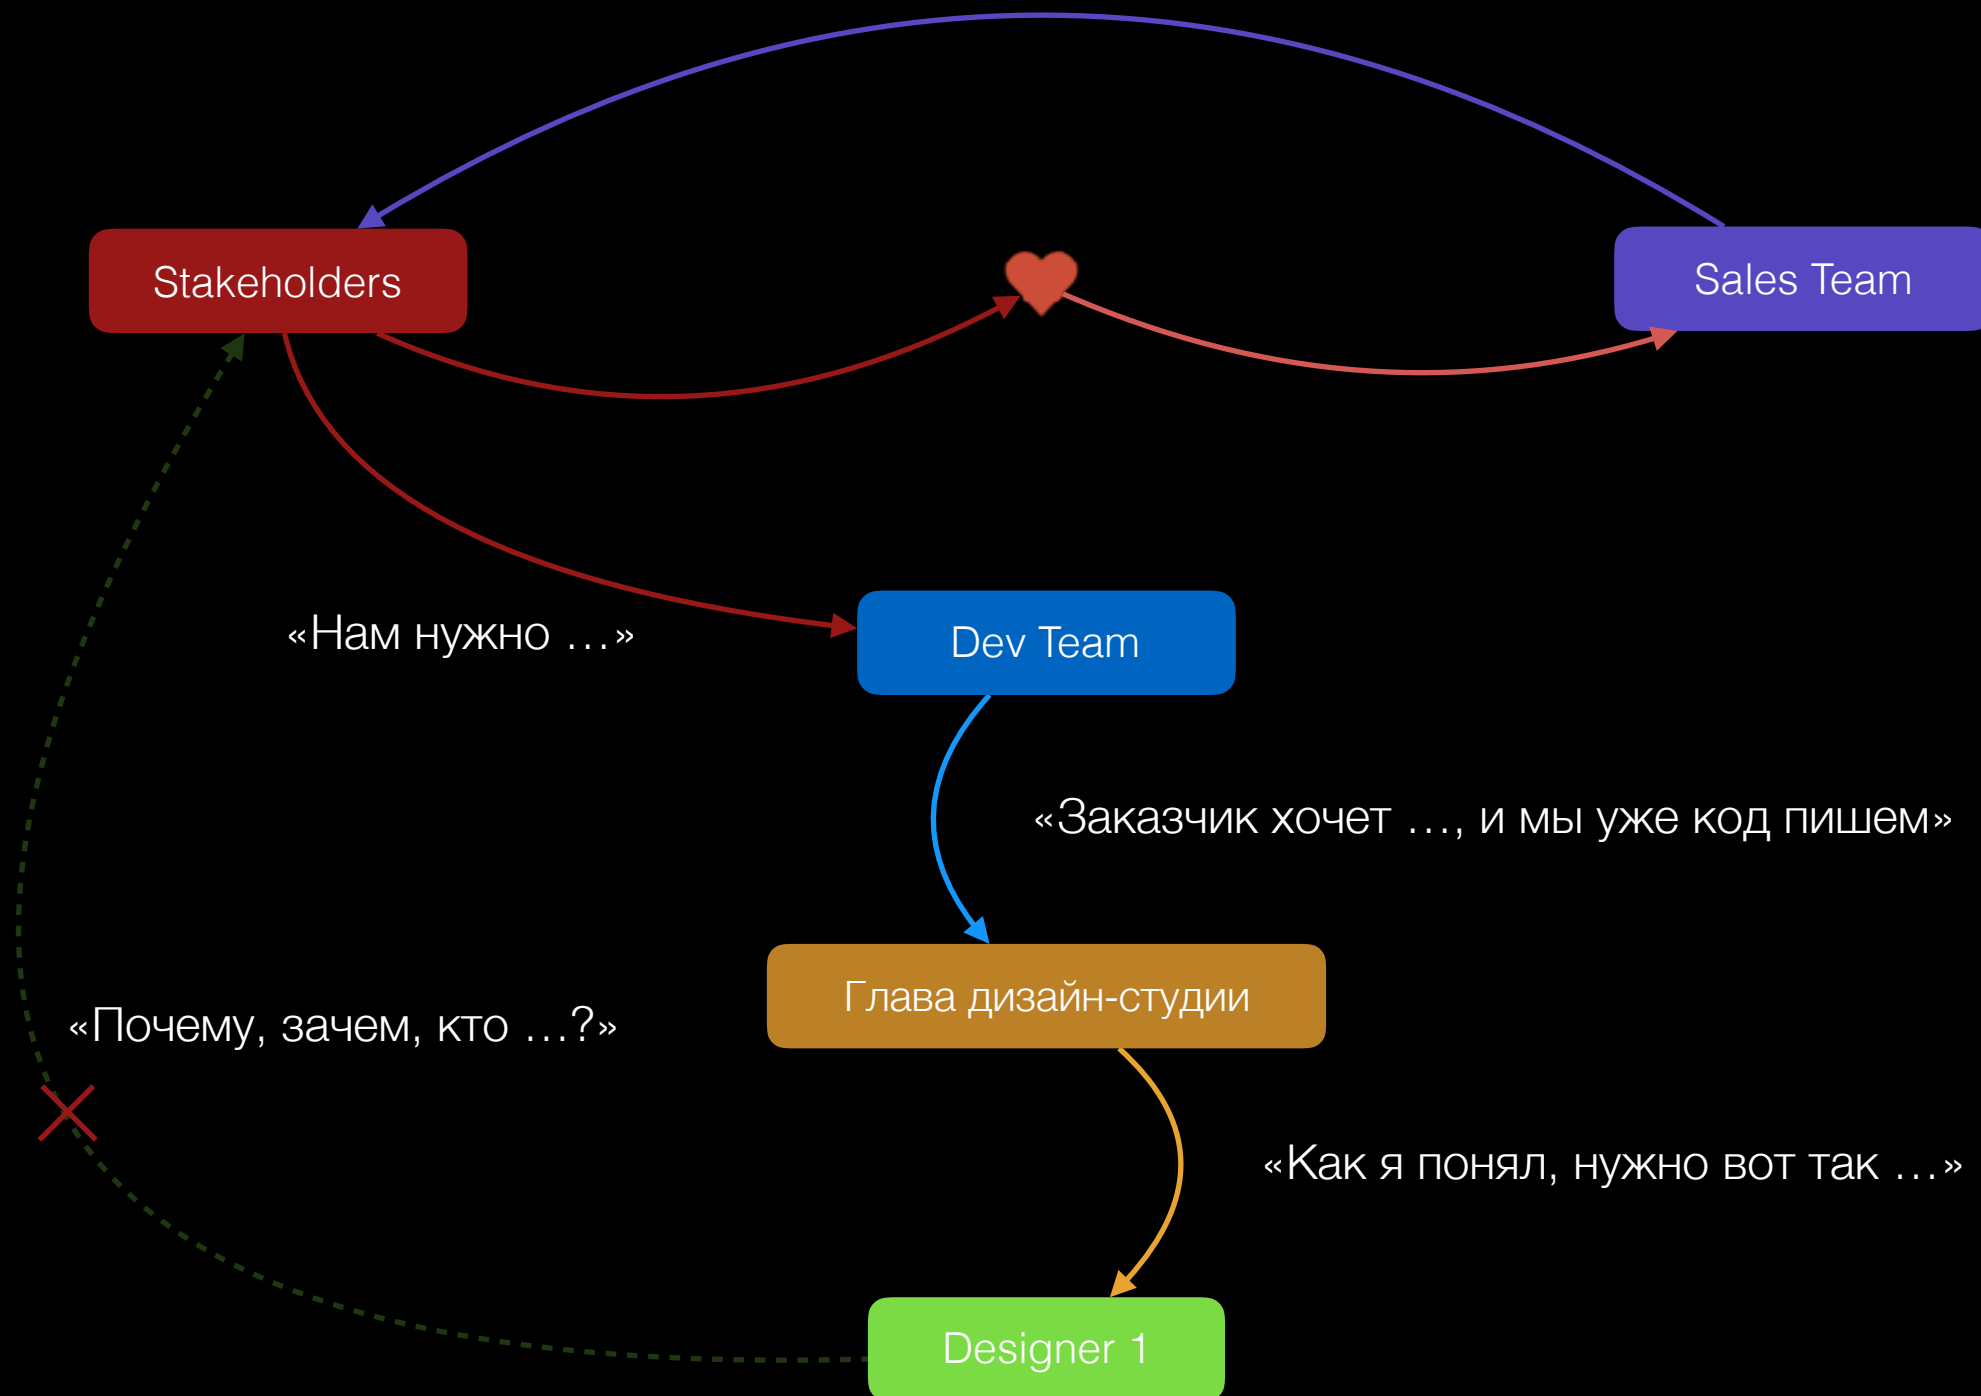 Stakeholders
Sales Team
«Нам нужно …»
Dev Team
«Заказчик хочет …, и мы уже код пишем»
Глава дизайн-студии
«Почему, зачем, кто …?»
«Как я понял, нужно вот так …»
Designer 1